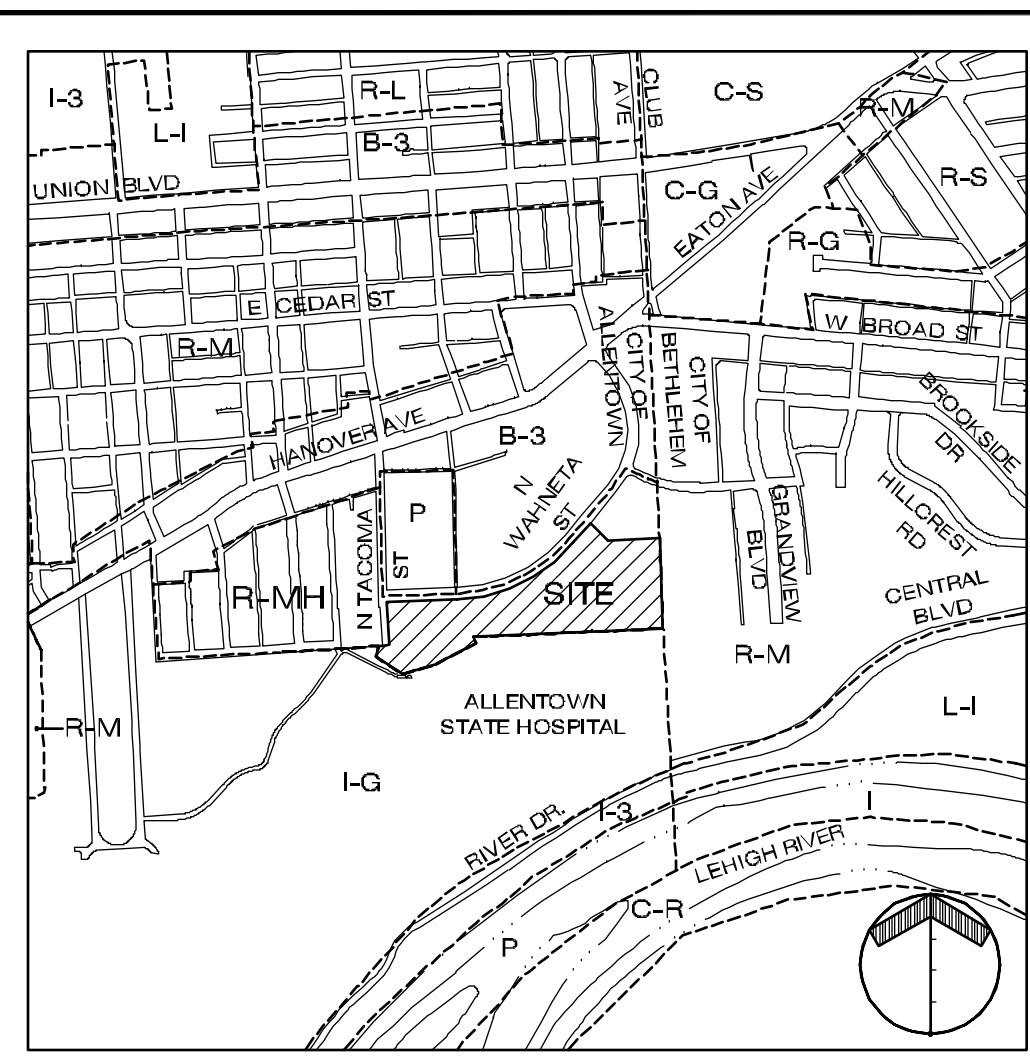 I-3
L-I
R-L
B-3
CLUB
AVE
C-S
R-M
UNION BLVD
C-G
EATON AVE
R-S
R-G
E CEDAR ST
R-M
W BROAD ST
ALLENTOWN
CITY OF
BETHLEHEM
CITY OF
BROOKSIDE
DR
HANOVER AVE
B-3
HILLCREST
RD
P
N
WAHNETA
ST
N TACOMA
ST
BLVD
GRANDVIEW
R-MH
SITE
CENTRAL
BLVD
R-M
ALLENTOWN
STATE HOSPITAL
L-I
R-M
I-G
I-3
I
RIVER DR.
LEHIGH RIVER
C-R
P